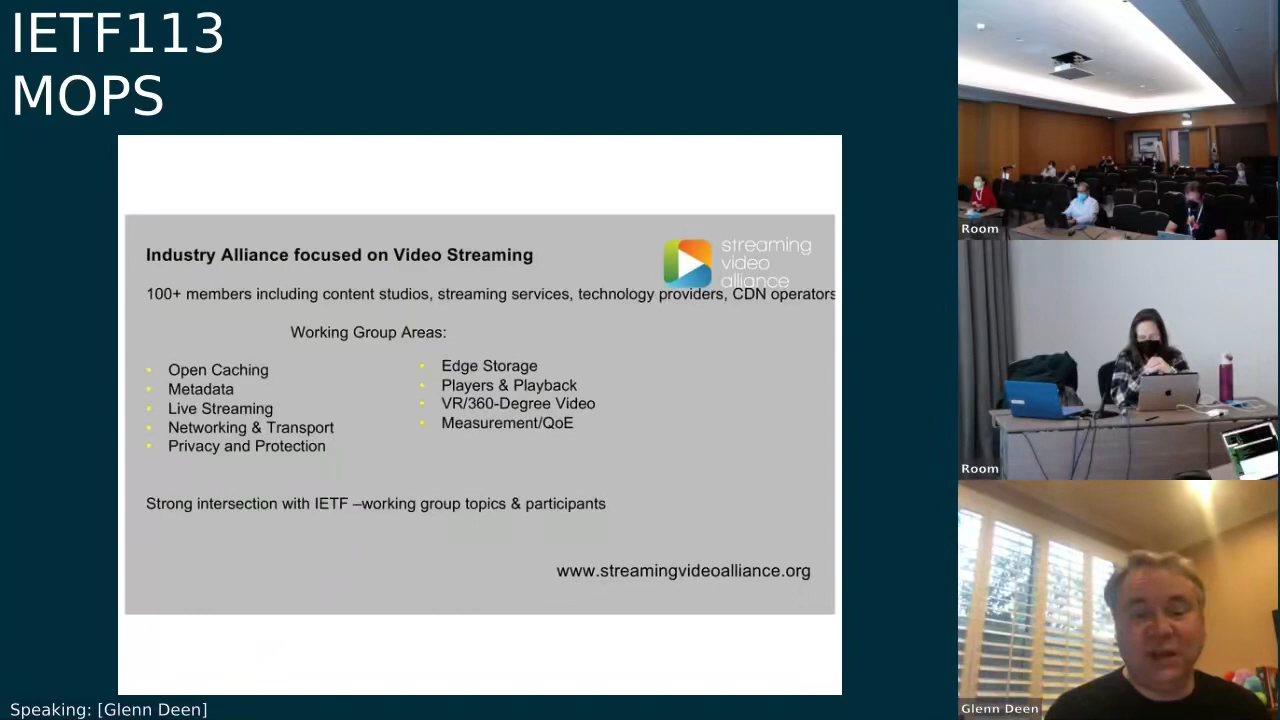 IETF113
MOPS
streaming
video
alliance
Industry Alliance focused on Video Streaming
100+ members including content studios, streaming services, technology providers, CDN operators
Working Group Areas:
• Open Caching
• Metadata
• Live Streaming
• Networking & Transport
• Privacy and Protection
• Edge Storage
• Players & Playback
• VR/360-Degree Video
• Measurement/QoE
Strong intersection with IETF –working group topics & participants
www.streamingvideoalliance.org
Room
Room
Glenn Deen
Speaking: [Glenn Deen]